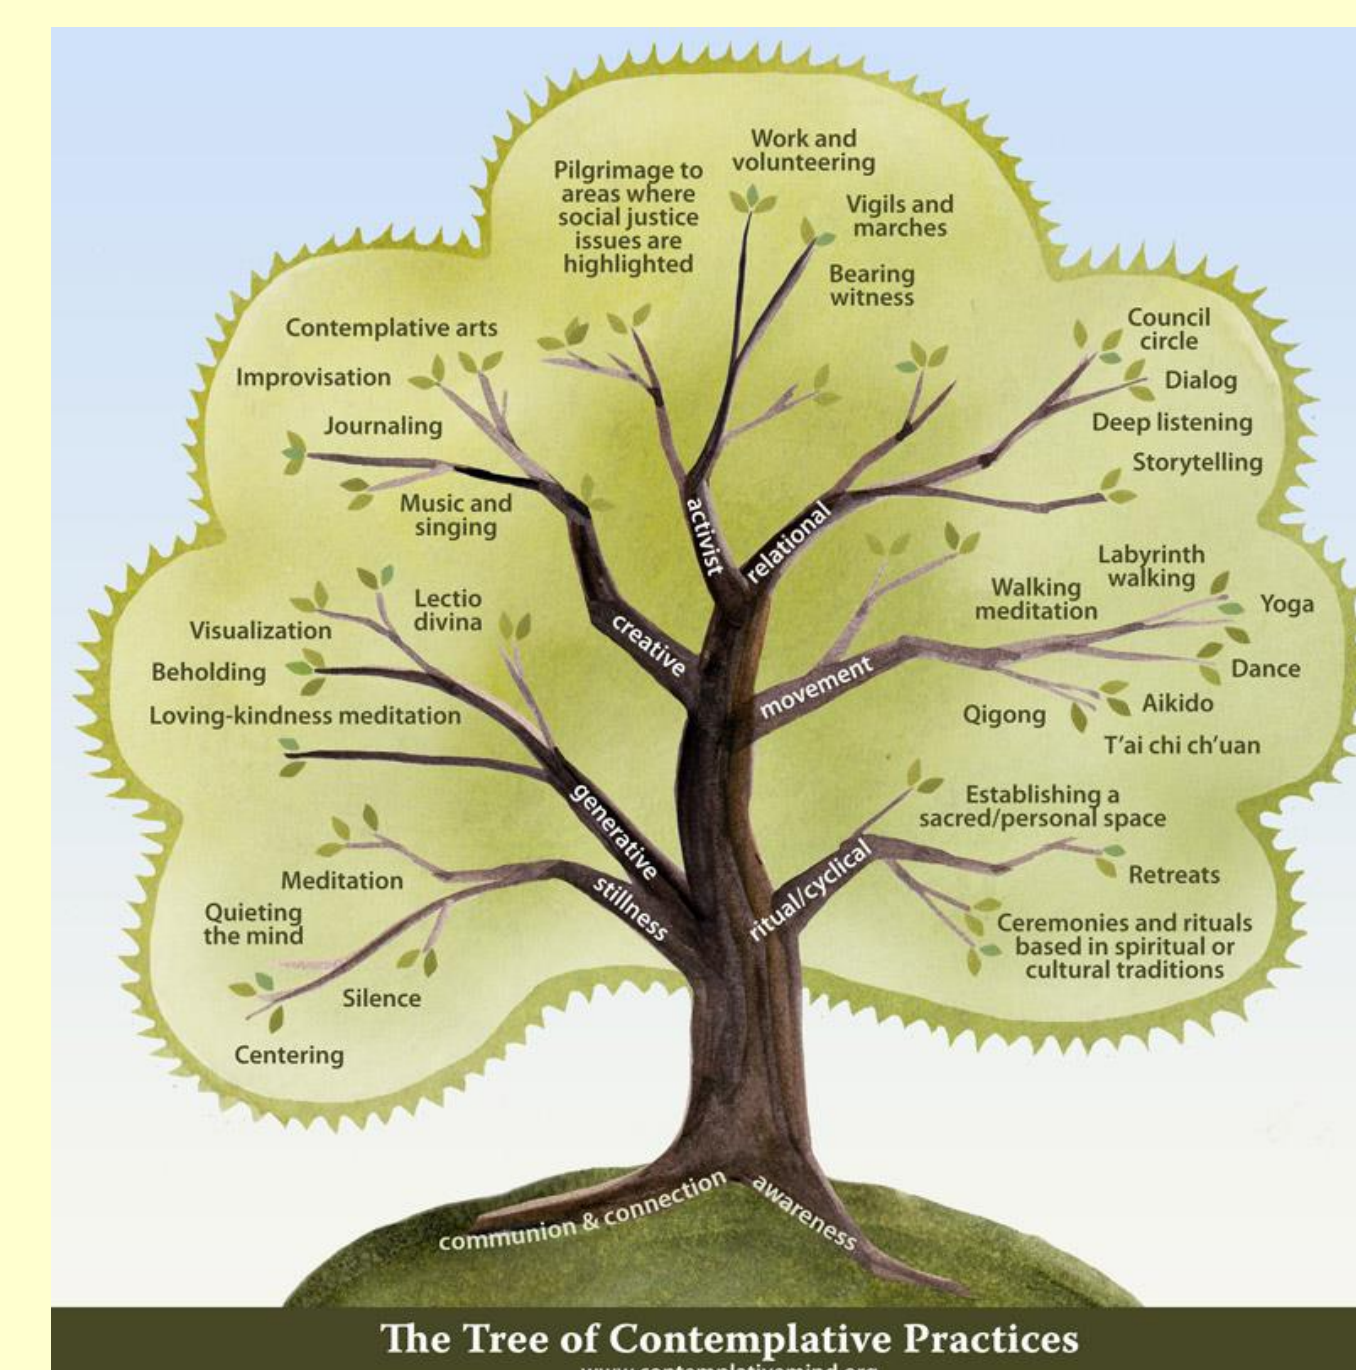 Work and
volunteering
Pilgrimage to
areas where
social justice
issues are
highlighted
Vigils and
marches
Bearing
witness
Contemplative arts
Improvisation
Journaling
Music and
singing
Council
circle
Dialog
Deep listening
Storytelling
activist
relational
creative
movement
Labyrinth
walking
Walking
meditation
Yoga
Dance
Aikido
Qigong
T'ai chi ch'uan
Lectio
divina
Visualization
Beholding
Loving-kindness meditation
generative
stillness
ritual/cyclical
Establishing a
sacred/personal space
Retreats
Ceremonies and rituals
based in spiritual or
cultural traditions
Meditation
Quieting
the mind
Silence
Centering
communion & connection
awareness
The Tree of Contemplative Practices
www.contemplativemind.org